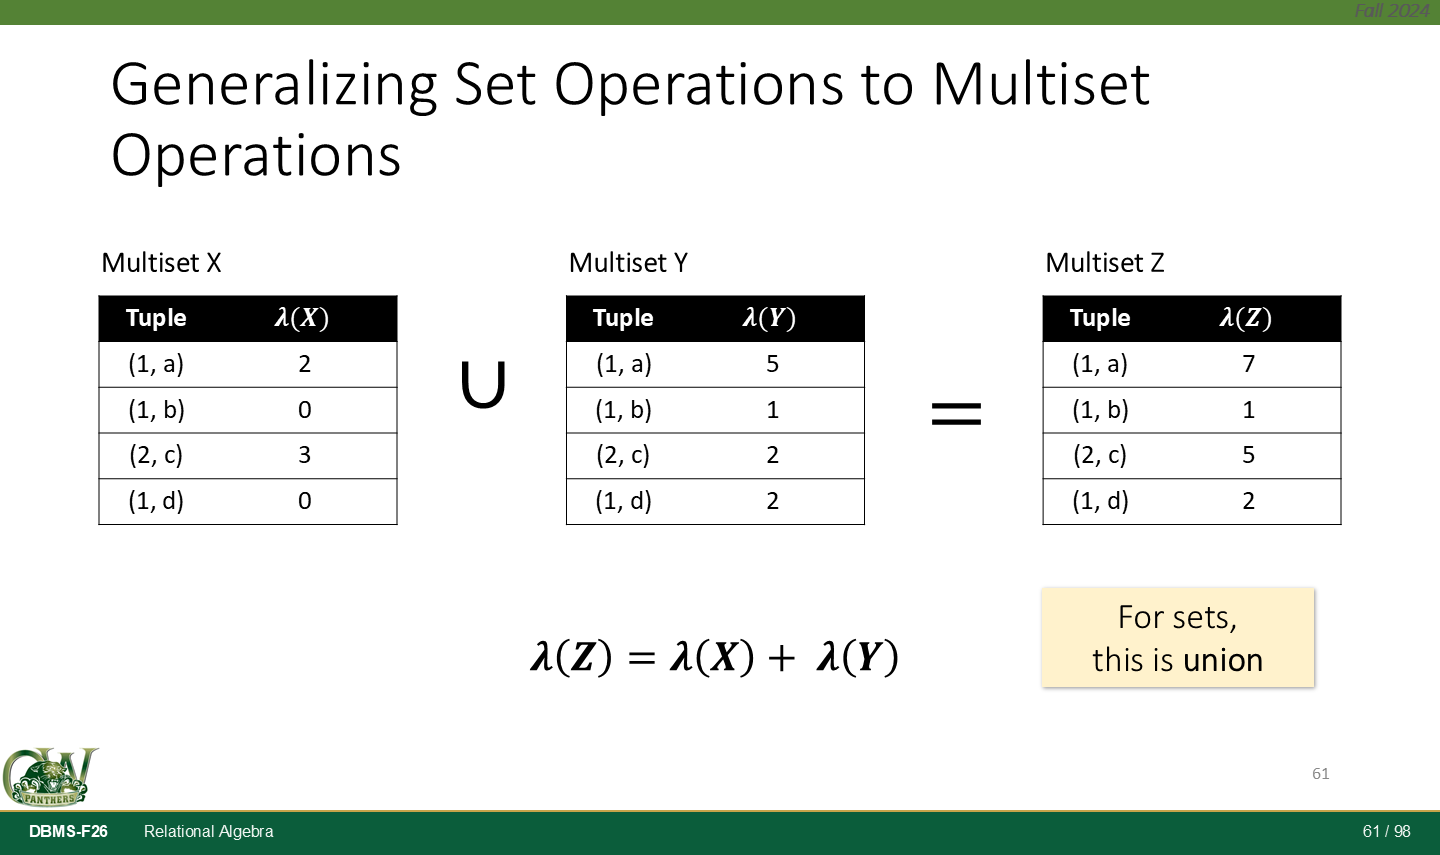 Fall 2024
Generalizing Set Operations to Multiset
Operations
Multiset X
Tuple λ(X)
(1, a) 2
(1, b) 0
(2, c) 3
(1, d) 0
∪
Multiset Y
Tuple λ(Y)
(1, a) 5
(1, b) 1
(2, c) 2
(1, d) 2
=
Multiset Z
Tuple λ(Z)
(1, a) 7
(1, b) 1
(2, c) 5
(1, d) 2
λ(Z) = λ(X) + λ(Y)
For sets,
this is union
61
OW
PANTHERS
DBMS-F26 Relational Algebra 61 / 98